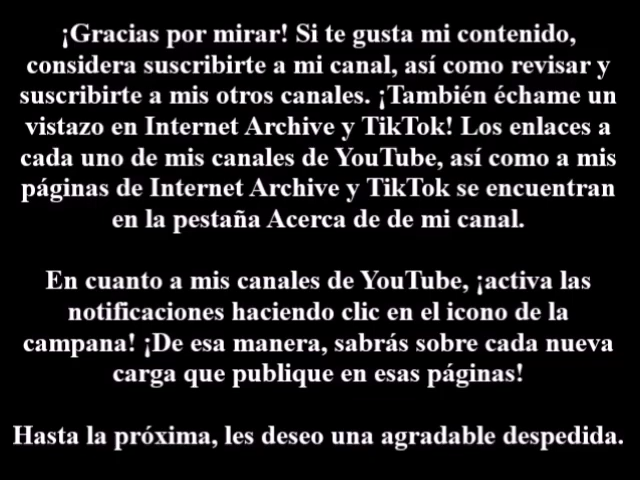 ¡Gracias por mirar! Si te gusta mi contenido,
considera suscribirte a mi canal, así como revisar y
suscribirte a mis otros canales. ¡También échame un
vistazo en Internet Archive y TikTok! Los enlaces a
cada uno de mis canales de YouTube, así como a mis
páginas de Internet Archive y TikTok se encuentran
en la pestaña Acerca de de mi canal.
En cuanto a mis canales de YouTube, ¡activa las
notificaciones haciendo clic en el icono de la
campana! ¡De esa manera, sabrás sobre cada nueva
carga que publique en esas páginas!
Hasta la próxima, les deseo una agradable despedida.